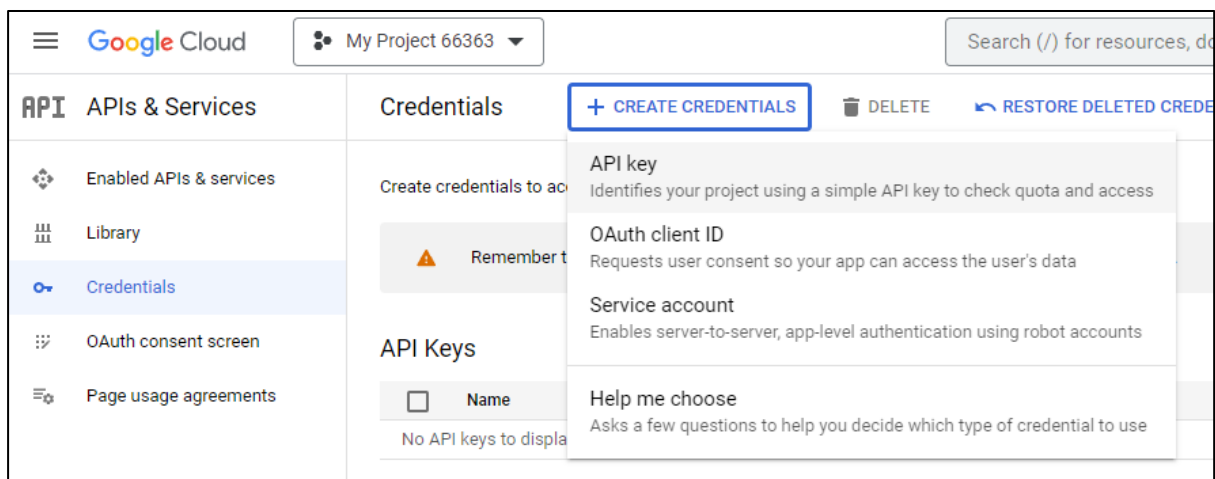 Google Cloud
My Project 66363
Search (/) for resources, do
API APIs & Services
Credentials
+ CREATE CREDENTIALS
DELETE
RESTORE DELETED CREDE
Enabled APIs & services
Library
Credentials
OAuth consent screen
Page usage agreements
Create credentials to ac
Remember t
API Keys
Name
No API keys to displa
API key
Identifies your project using a simple API key to check quota and access
OAuth client ID
Requests user consent so your app can access the user's data
Service account
Enables server-to-server, app-level authentication using robot accounts
Help me choose
Asks a few questions to help you decide which type of credential to use